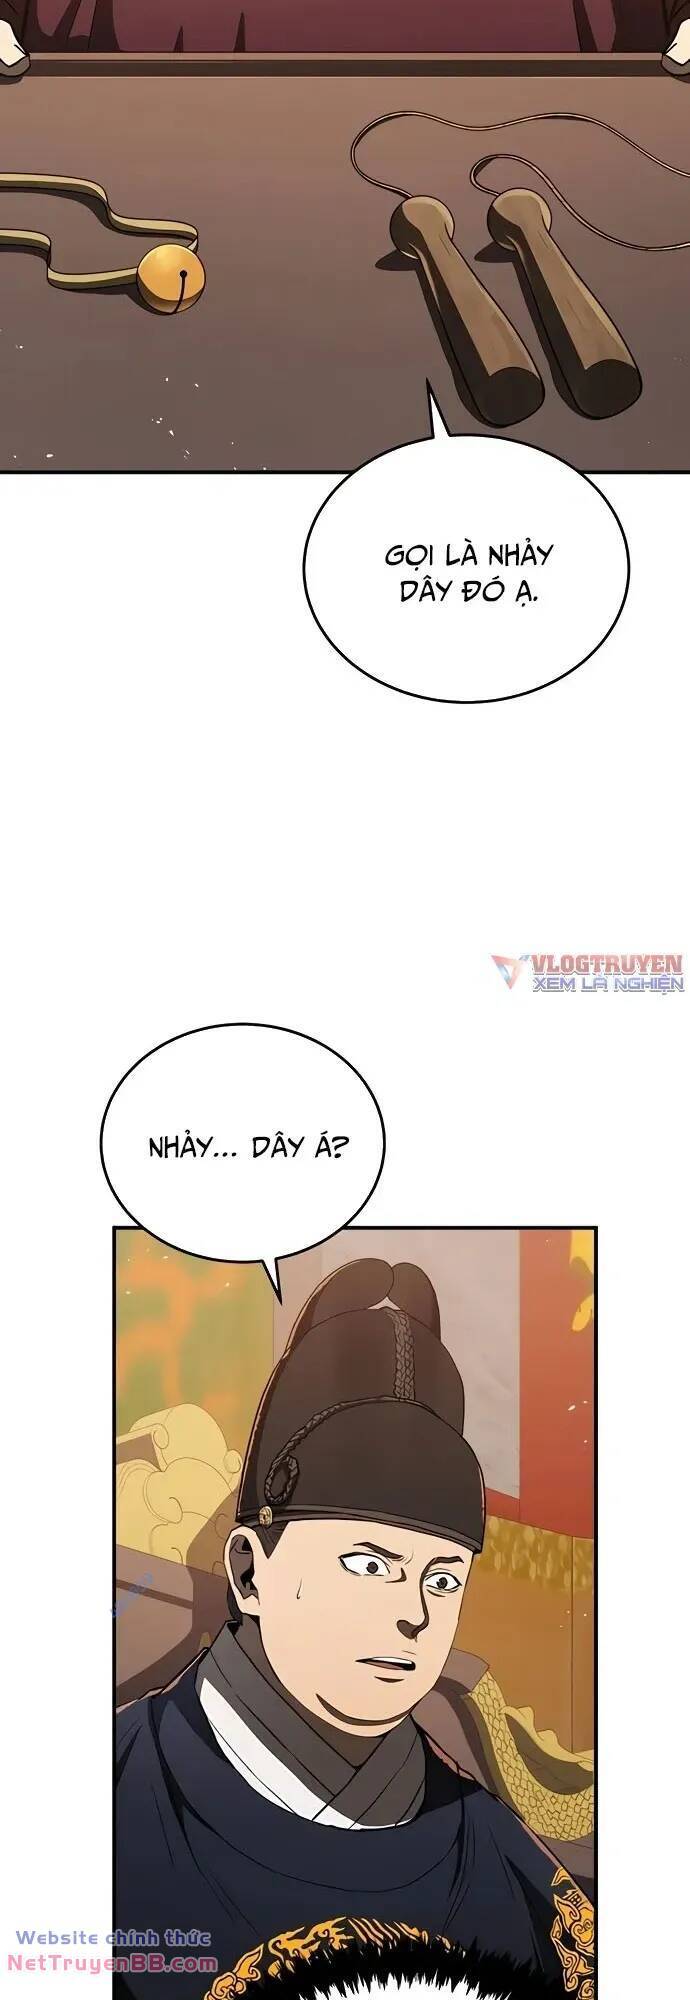 GỌI LÀ NHẢY
DÂY ĐÓ Ạ.
VLOGTRUYEN
XEM LÀ NGHIỆN
NHẢY... DÂY Á?
Website chính thức
NetTruyenBB.com